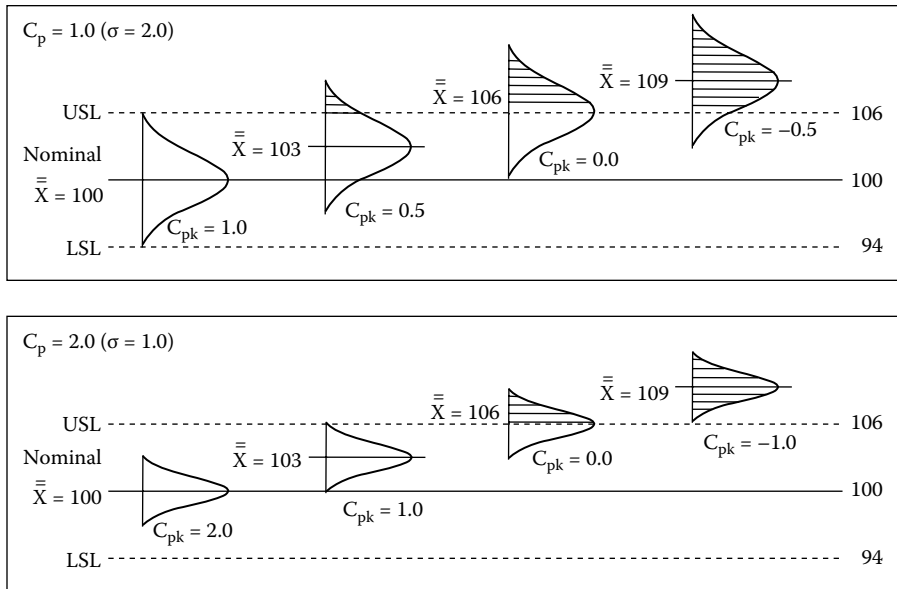 Cp = 1.0 (σ = 2.0)
X̿ = 106
X̿ = 109
USL
106
Cpk = −0.5
Nominal
X̿ = 103
Cpk = 0.0
X̿ = 100
100
Cpk = 0.5
Cpk = 1.0
LSL
94
Cp = 2.0 (σ = 1.0)
X̿ = 109
X̿ = 106
USL
106
Cpk = −1.0
Nominal
X̿ = 103
Cpk = 0.0
X̿ = 100
100
Cpk = 1.0
Cpk = 2.0
LSL
94